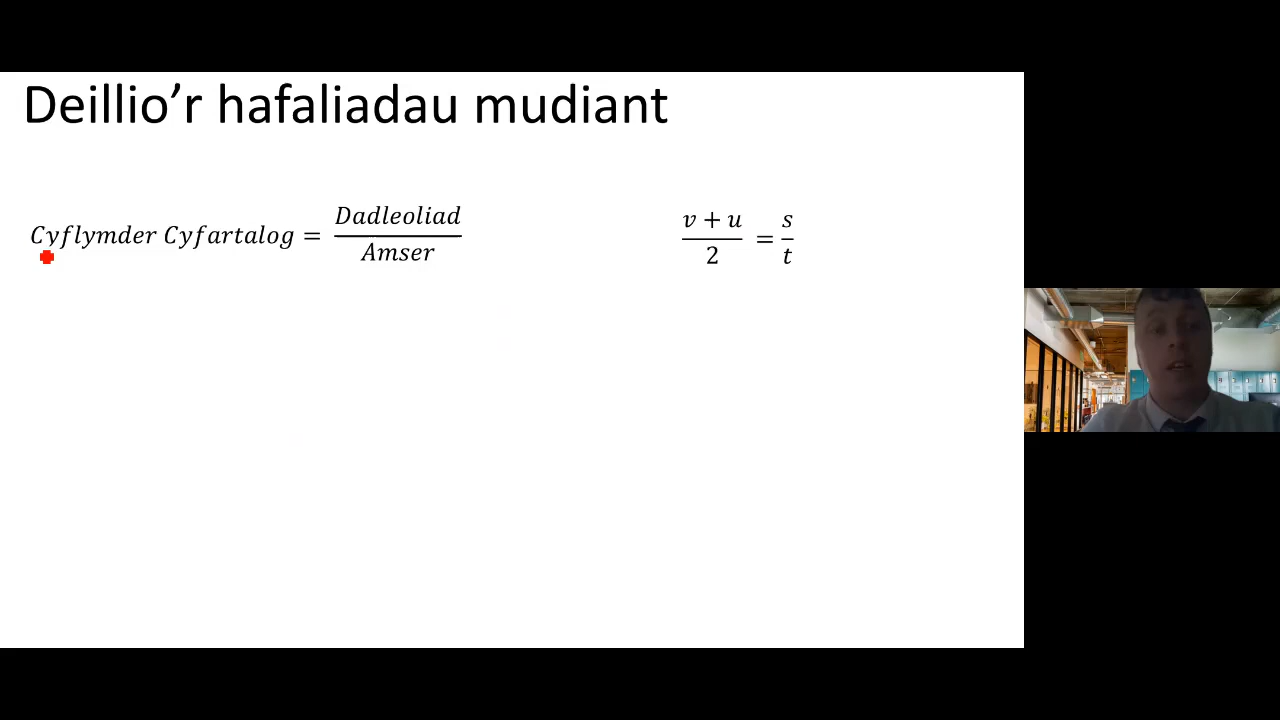 Deillio’r hafaliadau mudiant
Cyflymder Cyfartalog = Dadleoliad / Amser
(v + u) / 2 = s / t